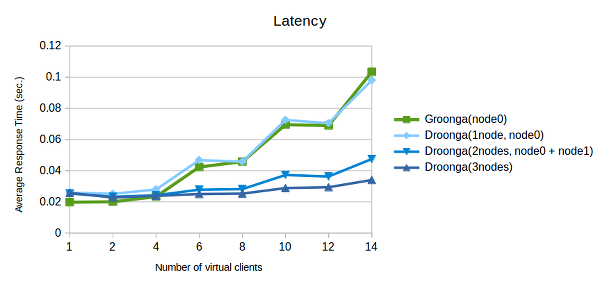 Latency
0.12
0.1
0.08
0.06
0.04
0.02
0
Average Response Time (sec.)
1 2 4 6 8 10 12 14
Number of virtual clients
Groonga(node0)
Droonga(1node, node0)
Droonga(2nodes, node0 + node1)
Droonga(3nodes)